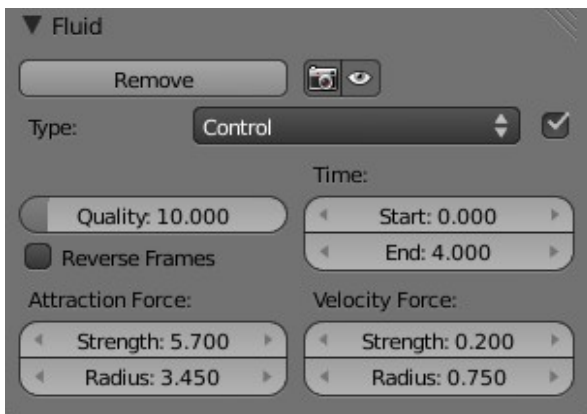 Fluid
Remove
Type: Control
Time:
Quality: 10.000 Start: 0.000
Reverse Frames End: 4.000
Attraction Force: Velocity Force:
Strength: 5.700 Strength: 0.200
Radius: 3.450 Radius: 0.750